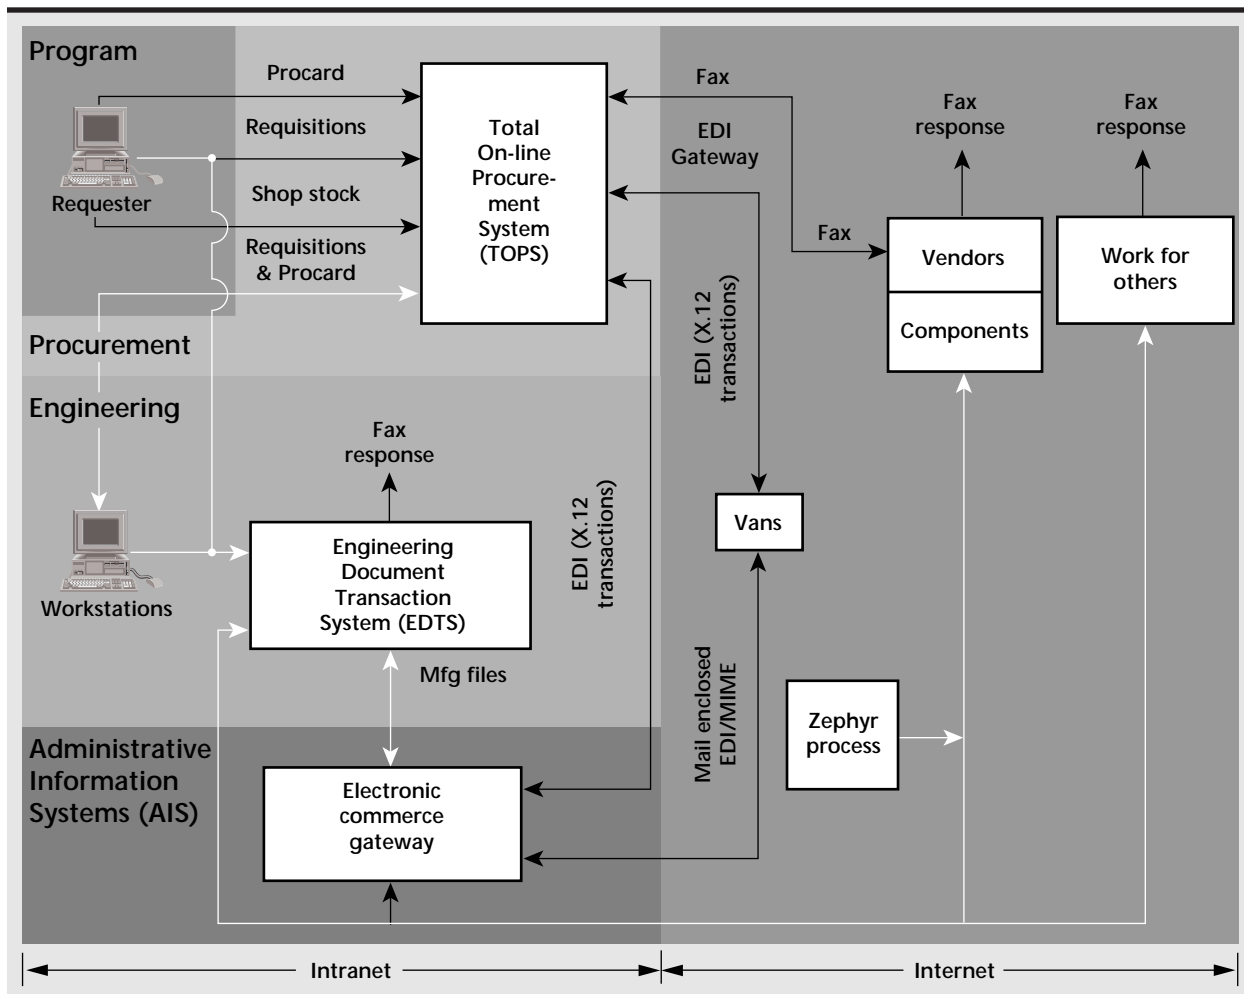 Program
Procard
Requisitions
Shop stock
Requisitions
& Procard
Requester
Total
On-line
Procure-
ment
System
(TOPS)
Fax
EDI
Gateway
Fax
Fax
response
Fax
response
Vendors
Components
Work for
others
Procurement
Engineering
Fax
response
EDI (X.12
transactions)
EDI (X.12
transactions)
Vans
Workstations
Engineering
Document
Transaction
System (EDTS)
Mfg files
Mail enclosed
EDI/MIME
Zephyr
process
Administrative
Information
Systems (AIS)
Electronic
commerce
gateway
Intranet
Internet